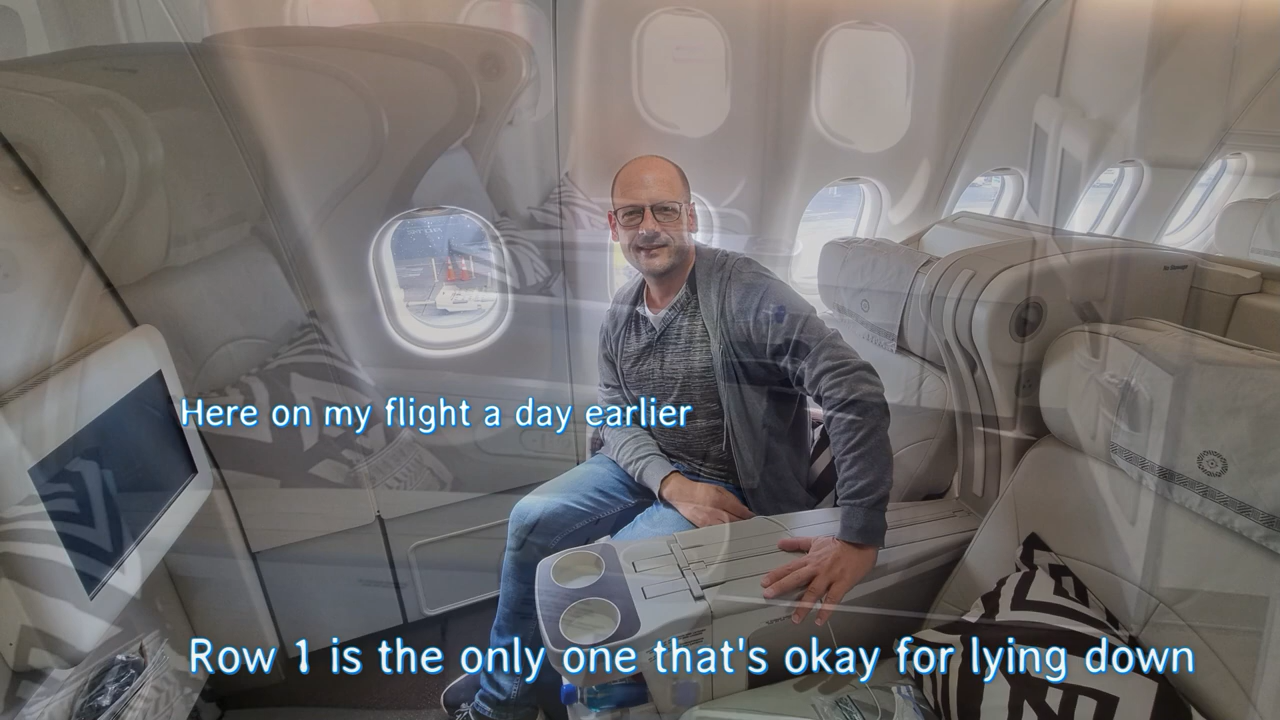 Here on my flight a day earlier
Row 1 is the only one that's okay for lying down